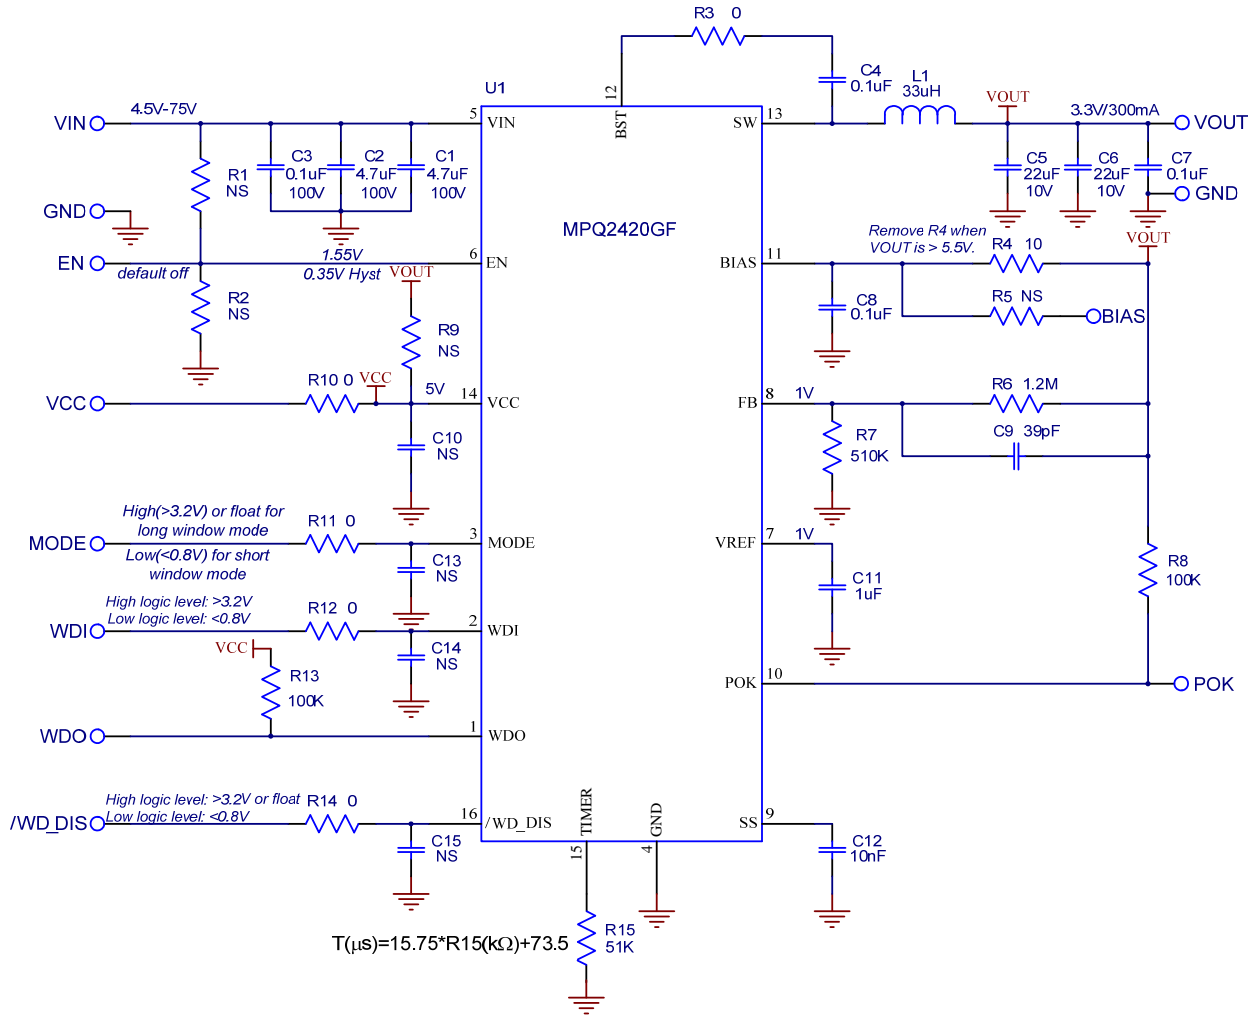 R3 0
U1
12
BST
C4
0.1uF
L1
33uH
VOUT
4.5V-75V
VIN
5
VIN
SW
13
3.3V/300mA
VOUT
R1
NS
C3
0.1uF
100V
C2
4.7uF
100V
C1
4.7uF
100V
C5
22uF
10V
C6
22uF
10V
C7
0.1uF
GND
GND
MPQ2420GF
Remove R4 when
VOUT is > 5.5V.
VOUT
EN
default off
1.55V
0.35V Hyst
6
EN
BIAS
11
R4 10
R2
NS
VOUT
R9
NS
C8
0.1uF
R5 NS
BIAS
VCC
R10 0
VCC
5V
14
VCC
FB
8
1V
R6 1.2M
C9 39pF
R7
510K
C10
NS
High(>3.2V) or float for
long window mode
MODE
R11 0
3
MODE
Low(<0.8V) for short
window mode
C13
NS
VREF
7
1V
C11
1uF
R8
100K
High logic level: >3.2V
Low logic level: <0.8V
WDI
R12 0
2
WDI
C14
NS
VCC
R13
100K
POK
10
POK
WDO
1
WDO
High logic level: >3.2V or float
Low logic level: <0.8V
/WD_DIS
R14 0
16
/WD_DIS
C15
NS
TIMER
15
GND
4
SS
9
C12
10nF
T(μs)=15.75*R15(kΩ)+73.5
R15
51K